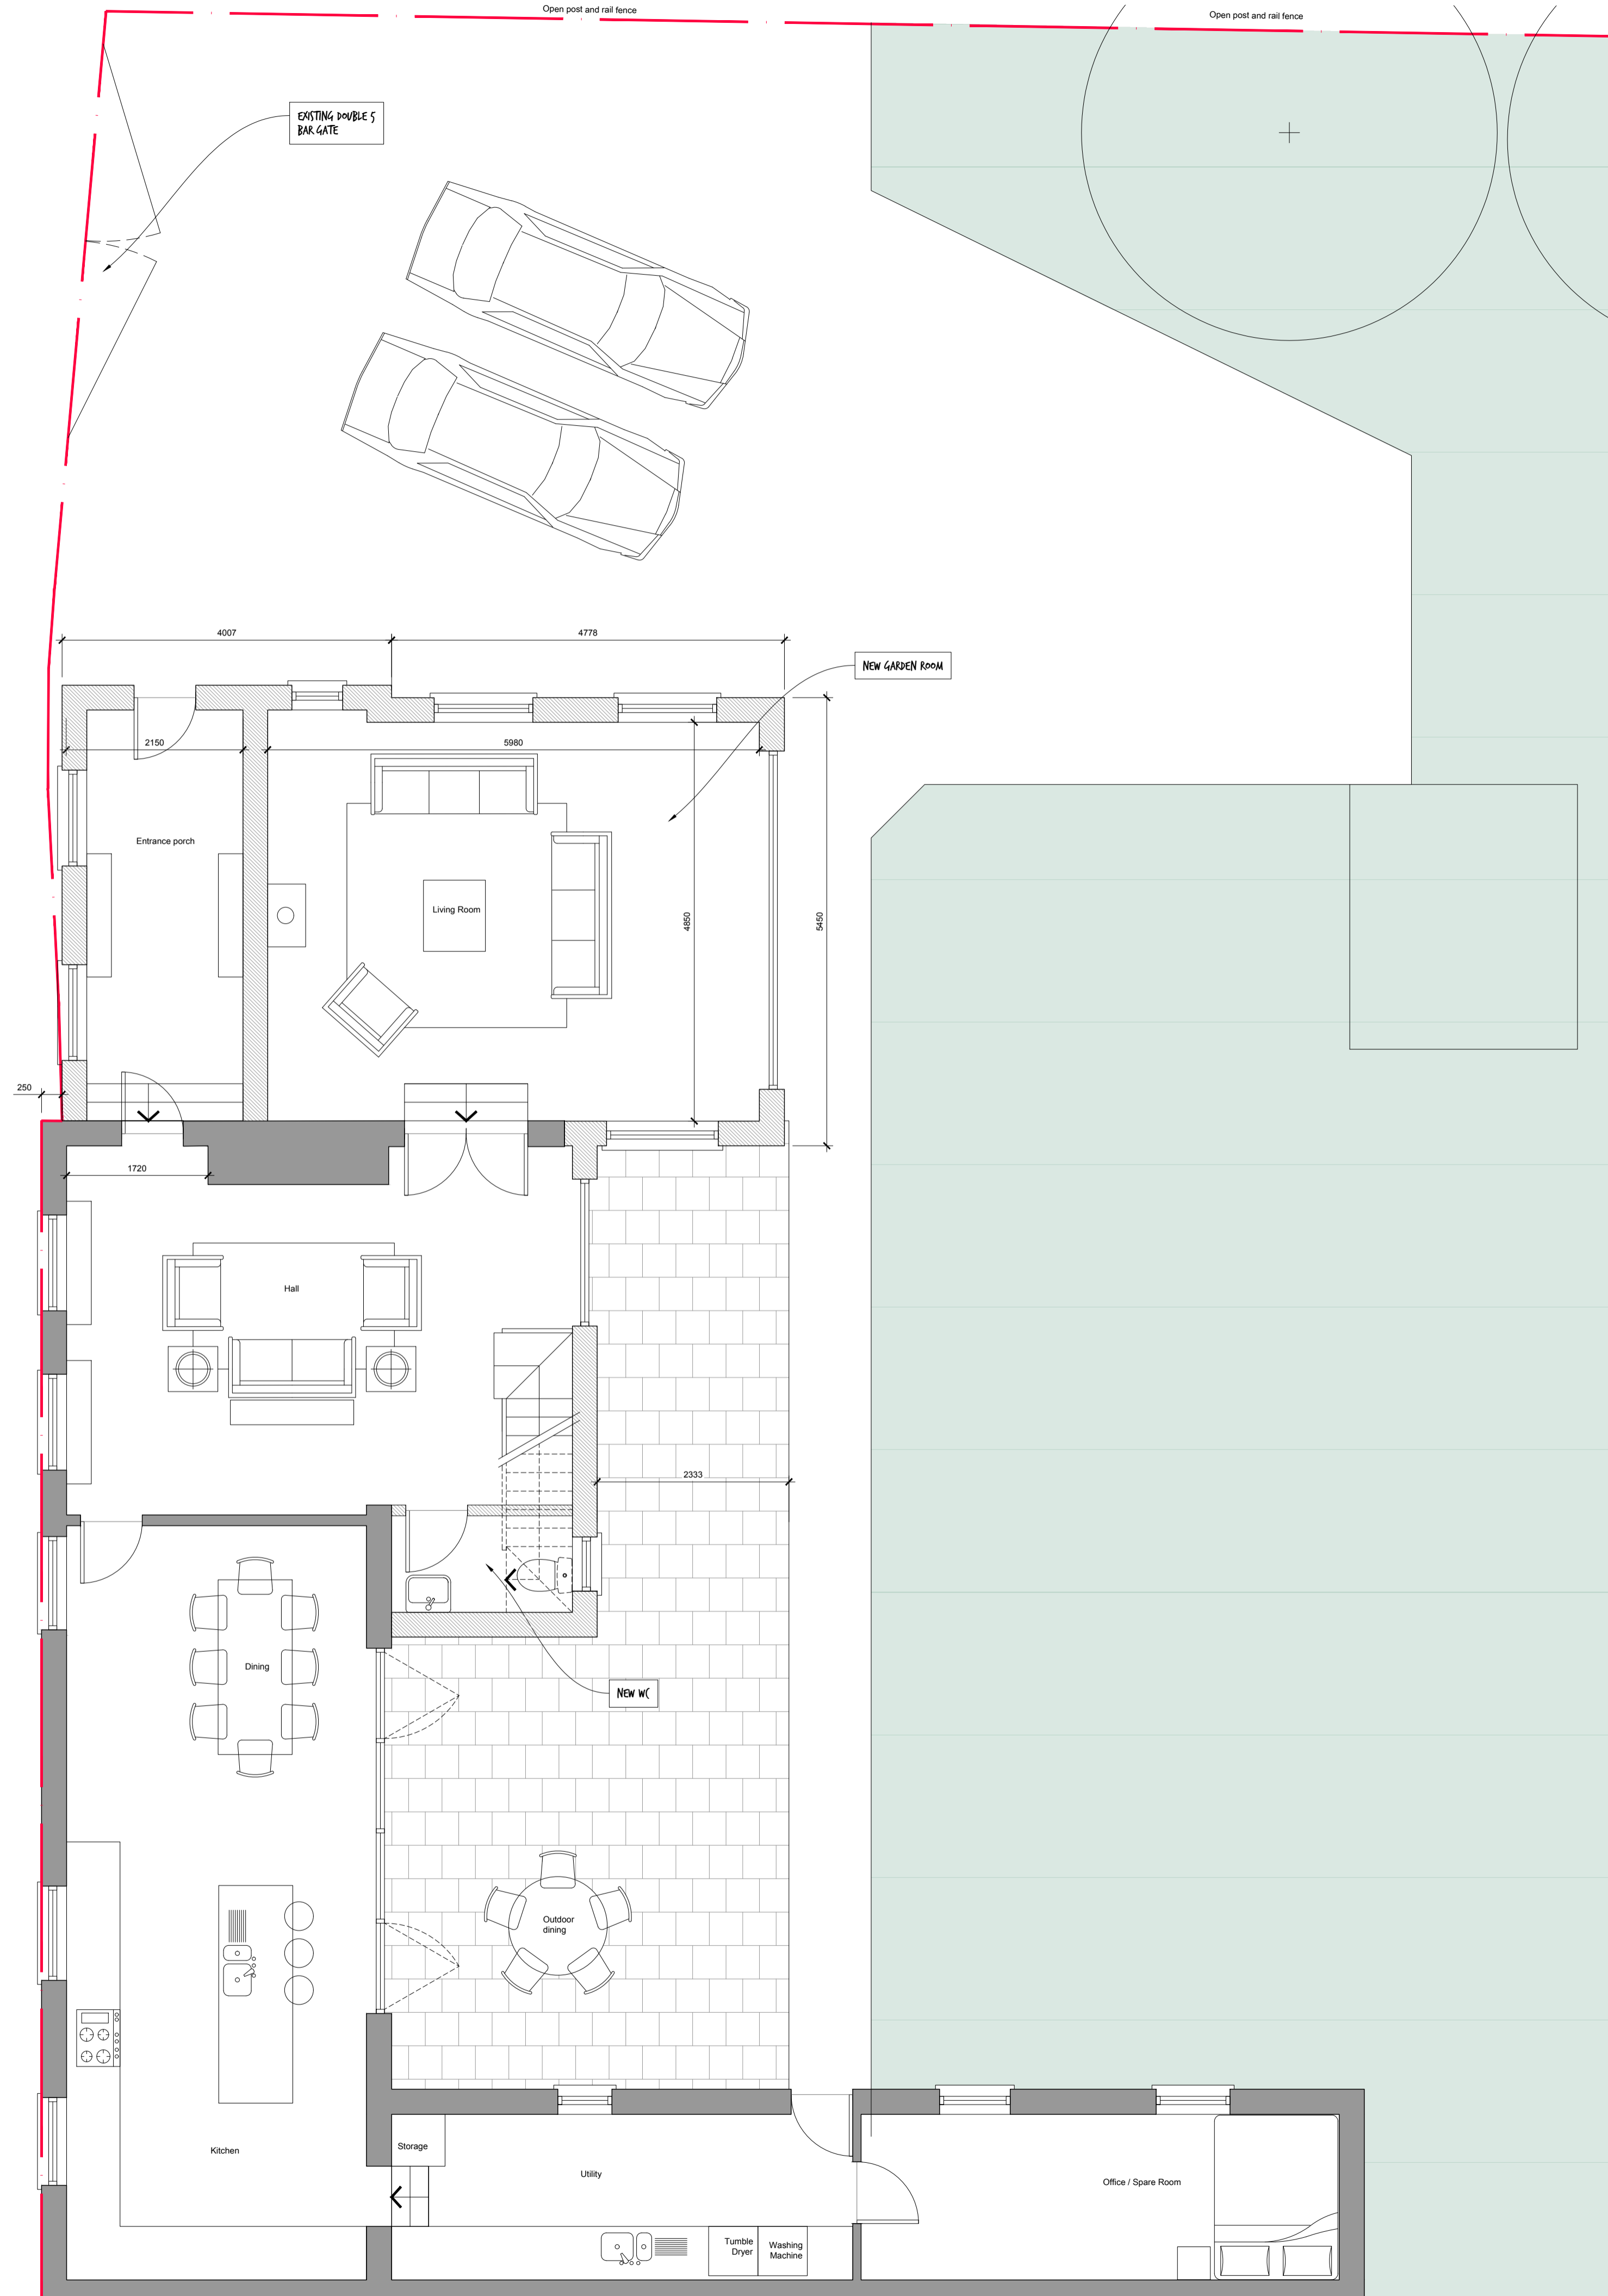 Open post and rail fence
Open post and rail fence
EXISTING DOUBLE 5
BAR GATE
4007
4778
NEW GARDEN ROOM
2150
5980
Entrance porch
Living Room
4850
5450
250
1720
Hall
2333
Dining
NEW WC
Outdoor
dining
Kitchen
Storage
Utility
Office / Spare Room
Tumble
Dryer
Washing
Machine